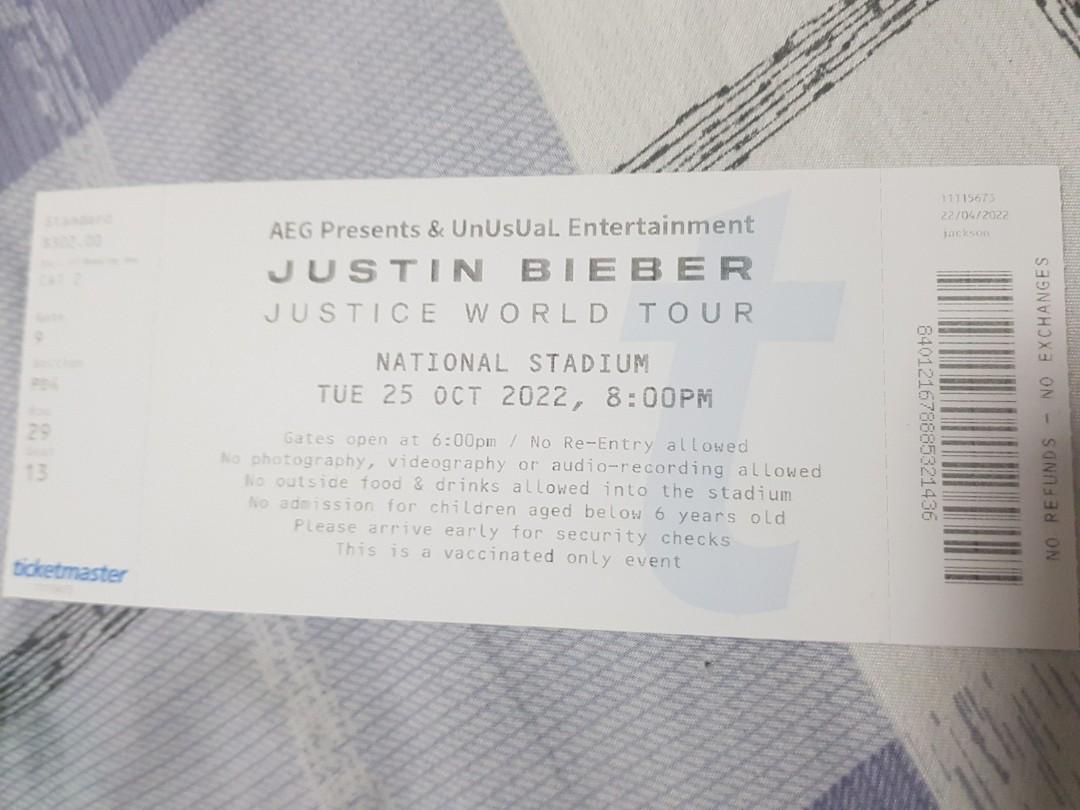 Standard
$302.00
CAT 2
Gate
9
Section
Row
29
Seat
13
ticketmaster
AEG Presents & UnUsUaL Entertainment
JUSTIN BIEBER
JUSTICE WORLD TOUR
NATIONAL STADIUM
TUE 25 OCT 2022, 8:00PM
Gates open at 6:00pm / No Re-Entry allowed
No photography, videography or audio-recording allowed
No outside food & drinks allowed into the stadium
No admission for children aged below 6 years old
Please arrive early for security checks
This is a vaccinated only event
t
11115673
22/04/2022
jackson
8401216788885321436
NO REFUNDS - NO EXCHANGES